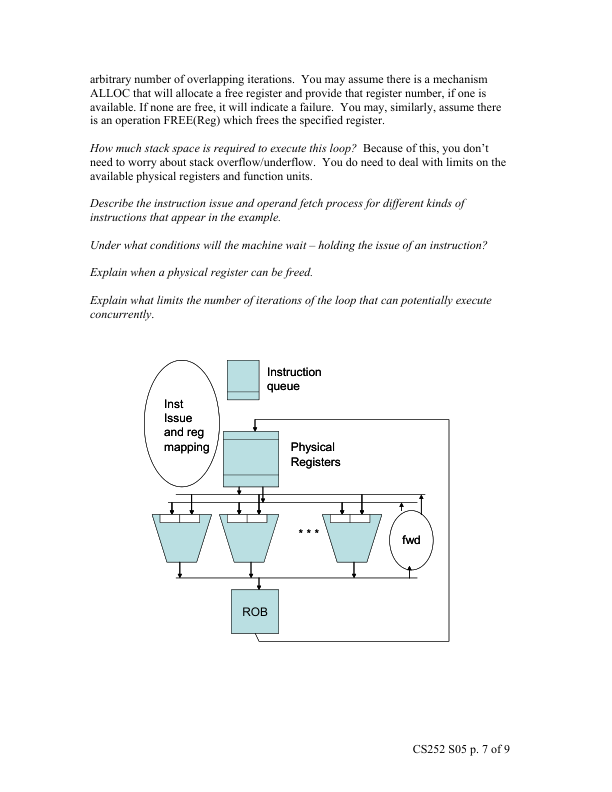 arbitrary number of overlapping iterations.  You may assume there is a mechanism
ALLOC that will allocate a free register and provide that register number, if one is
available. If none are free, it will indicate a failure.  You may, similarly, assume there
is an operation FREE(Reg) which frees the specified register.
How much stack space is required to execute this loop?  Because of this, you don't
need to worry about stack overflow/underflow.  You do need to deal with limits on the
available physical registers and function units.
Describe the instruction issue and operand fetch process for different kinds of
instructions that appear in the example.
Under what conditions will the machine wait – holding the issue of an instruction?
Explain when a physical register can be freed.
Explain what limits the number of iterations of the loop that can potentially execute
concurrently.
Instruction
queue
Inst
Issue
and reg
mapping
Physical
Registers
* * *
fwd
ROB
CS252 S05 p. 7 of 9